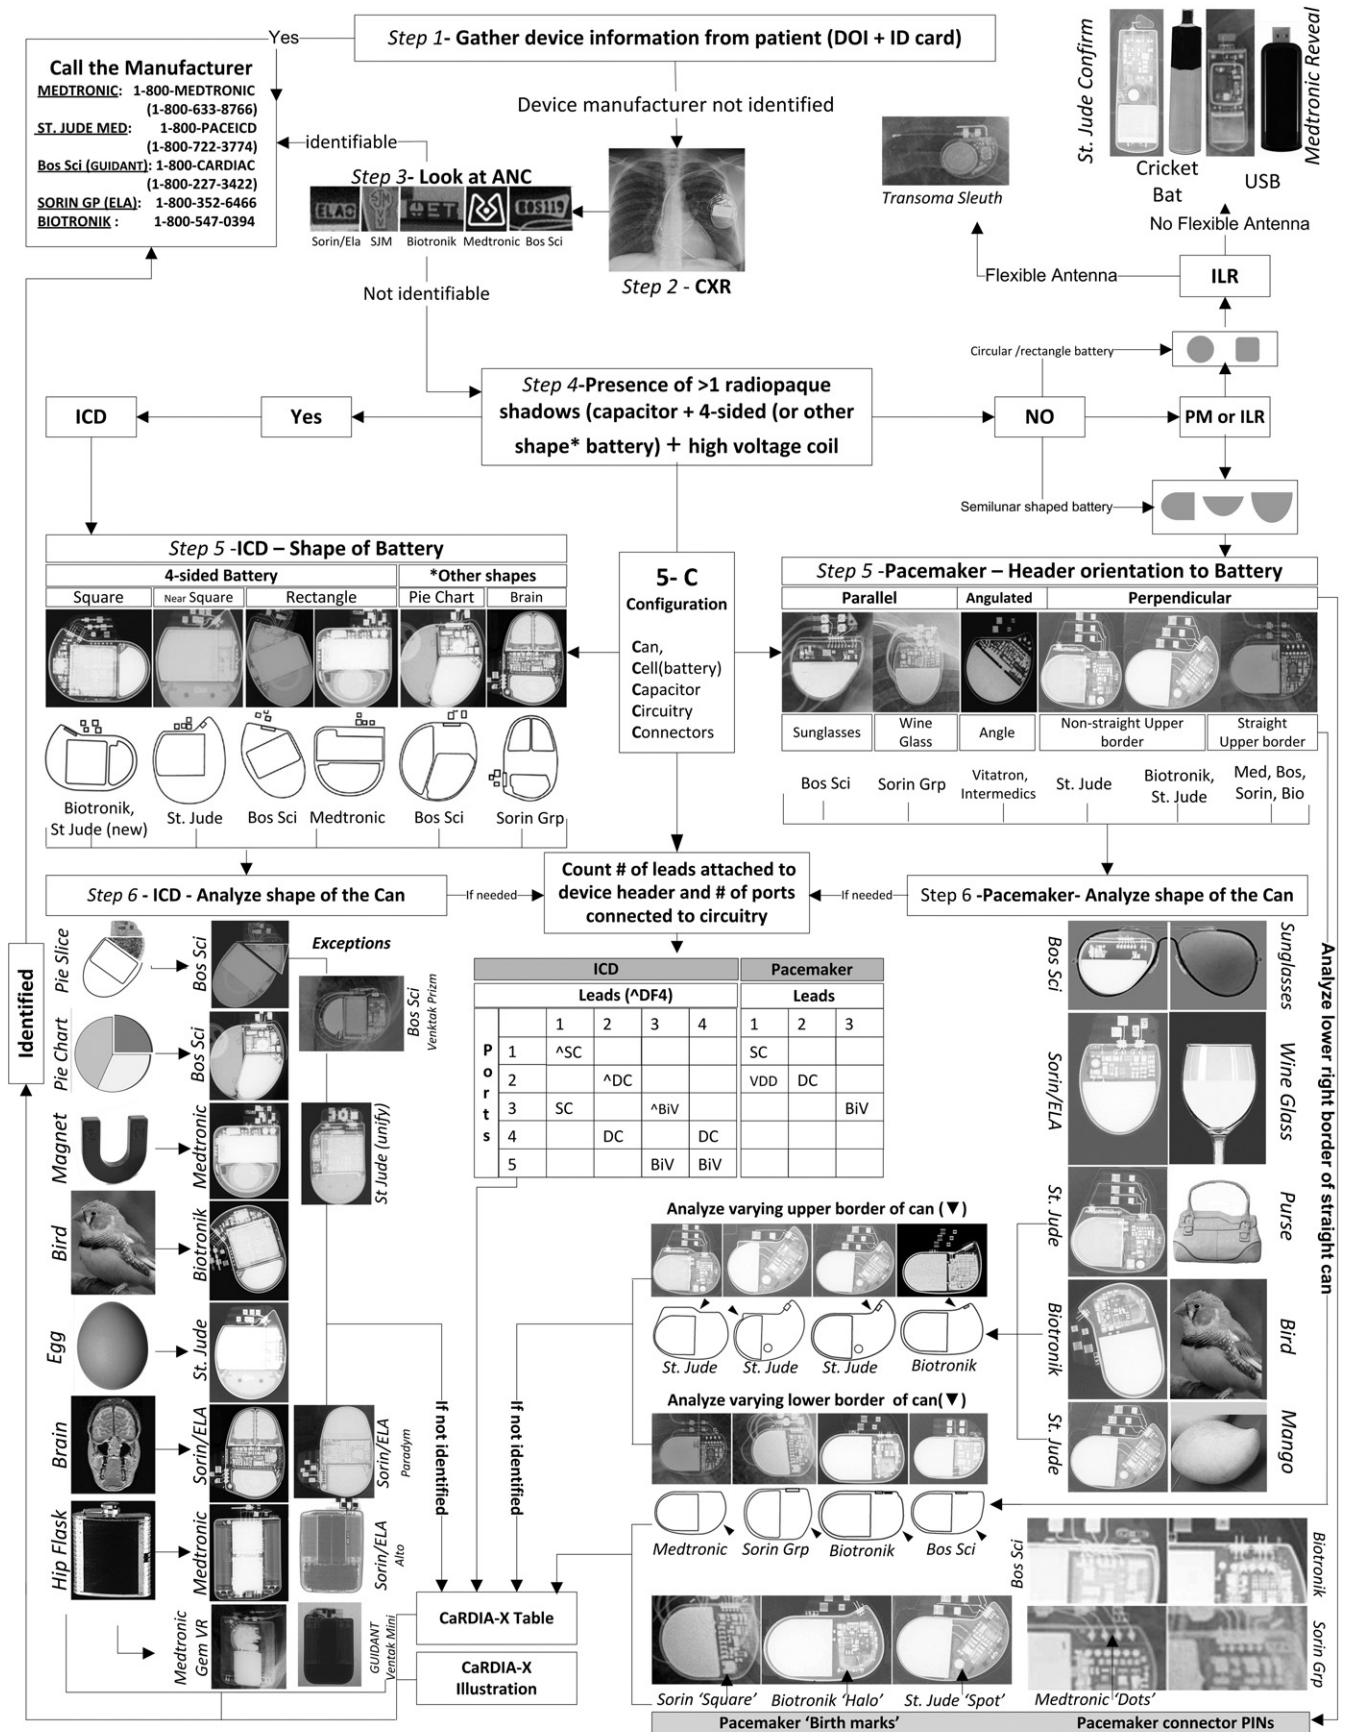 Step 1- Gather device information from patient (DOI + ID card)
Yes
Call the Manufacturer
MEDTRONIC: 1-800-MEDTRONIC
(1-800-633-8766)
ST. JUDE MED: 1-800-PACEICD
(1-800-722-3774)
Bos Sci (GUIDANT): 1-800-CARDIAC
(1-800-227-3422)
SORIN GP (ELA): 1-800-352-6466
BIOTRONIK : 1-800-547-0394
Device manufacturer not identified
identifiable
Step 3- Look at ANC
ELAO
SJM
ET
BOS119
Sorin/Ela
SJM
Biotronik
Medtronic
Bos Sci
Step 2 - CXR
Not identifiable
Transoma Sleuth
St. Jude Confirm
Medtronic Reveal
Cricket
Bat
USB
No Flexible Antenna
Flexible Antenna
ILR
Circular /rectangle battery
Step 4-Presence of >1 radiopaque
shadows (capacitor + 4-sided (or other
shape* battery) + high voltage coil
ICD
Yes
NO
PM or ILR
Semilunar shaped battery
Step 5 -ICD – Shape of Battery
4-sided Battery
*Other shapes
Square
Near Square
Rectangle
Pie Chart
Brain
Biotronik,
St Jude (new)
St. Jude
Bos Sci
Medtronic
Bos Sci
Sorin Grp
5- C
Configuration
Can,
Cell(battery)
Capacitor
Circuitry
Connectors
Step 5 -Pacemaker – Header orientation to Battery
Parallel
Angulated
Perpendicular
Sunglasses
Wine
Glass
Angle
Non-straight Upper
border
Straight
Upper border
Bos Sci
Sorin Grp
Vitatron,
Intermedics
St. Jude
Biotronik,
St. Jude
Med, Bos,
Sorin, Bio
Step 6 - ICD - Analyze shape of the Can
If needed
Count # of leads attached to
device header and # of ports
connected to circuitry
If needed
Step 6 -Pacemaker- Analyze shape of the Can
Identified
Pie Slice
Bos Sci
Exceptions
Bos Sci
Venktak Prizm
Pie Chart
Bos Sci
Magnet
Medtronic
St Jude (unify)
Bird
Biotronik
Egg
St. Jude
Brain
Sorin/ELA
Sorin/ELA
Paradym
Hip Flask
Medtronic
Sorin/ELA
Alto
Medtronic
Gem VR
GUIDANT
Ventak Mini
ICD
Pacemaker
Leads (^DF4)
Leads
1 2 3 4 1 2 3
Ports
1 ^SC SC
2 ^DC VDD DC
3 SC ^BiV BiV
4 DC DC
5 BiV BiV
If not identified
If not identified
Analyze varying upper border of can (▼)
St. Jude
St. Jude
St. Jude
Biotronik
Analyze varying lower border of can(▼)
Medtronic
Sorin Grp
Biotronik
Bos Sci
Bos Sci
Sunglasses
Sorin/ELA
Wine Glass
St. Jude
Purse
Biotronik
Bird
St. Jude
Mango
Analyze lower right border of straight can
CaRDIA-X Table
CaRDIA-X
Illustration
Sorin ‘Square’
Biotronik ‘Halo’
St. Jude ‘Spot’
Pacemaker ‘Birth marks’
Bos Sci
Biotronik
Sorin Grp
Medtronic ‘Dots’
Pacemaker connector PINs